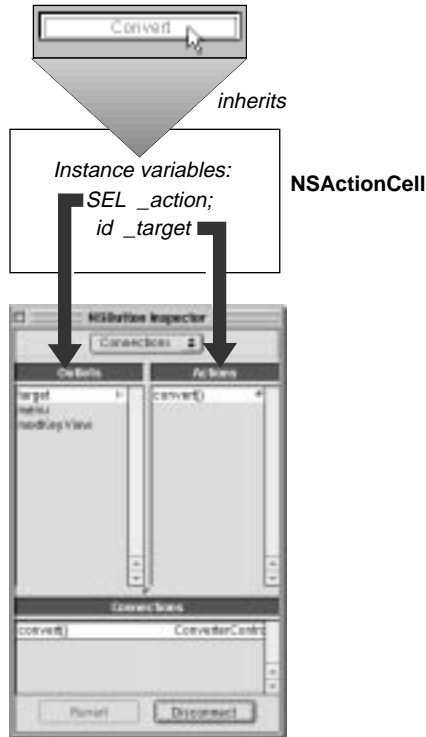 Convert
inherits
Instance variables:
NSActionCell
SEL _action;
id _target
NSButton Inspector
Connections
Outlets Actions
target convert()
menu
nextKeyView
Connections
convert() ConverterContro
Revert Disconnect